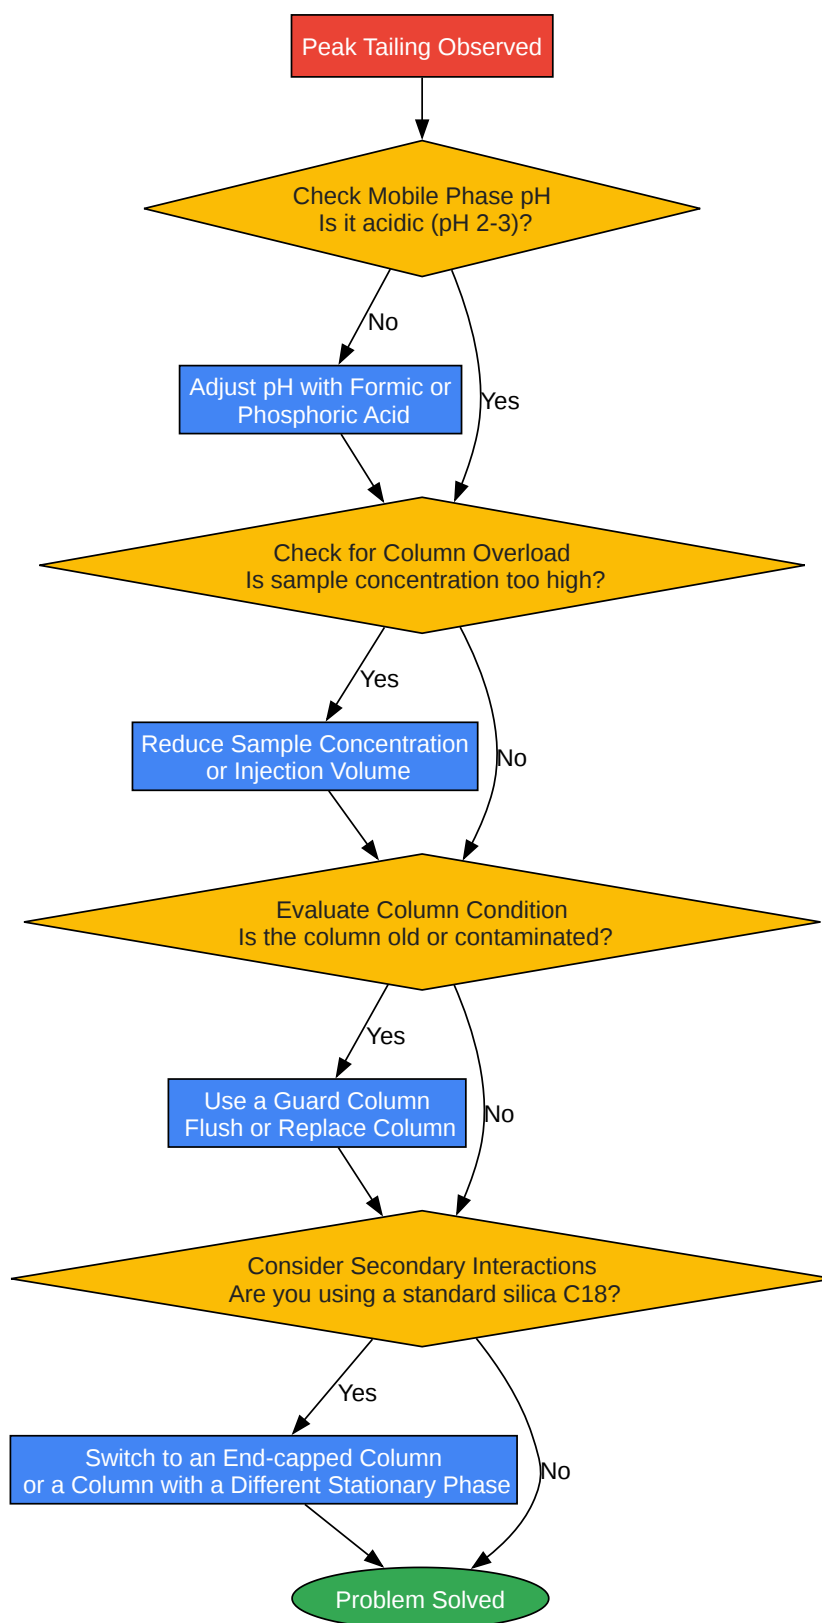 Peak Tailing Observed
Check Mobile Phase pH
Is it acidic (pH 2-3)?
No
Adjust pH with Formic or
Phosphoric Acid
Yes
Check for Column Overload
Is sample concentration too high?
Yes
Reduce Sample Concentration
or Injection Volume
No
Evaluate Column Condition
Is the column old or contaminated?
Yes
Use a Guard Column
Flush or Replace Column
No
Consider Secondary Interactions
Are you using a standard silica C18?
Yes
Switch to an End-capped Column
or a Column with a Different Stationary Phase
No
Problem Solved